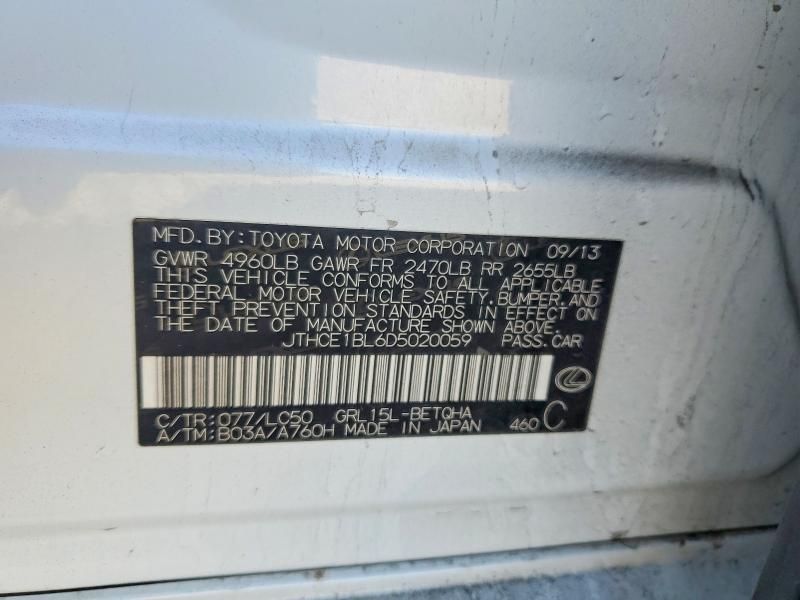 MFD. BY: TOYOTA MOTOR CORPORATION 09/13
GVWR 4960LB GAWR FR 2470LB RR 2655LB
THIS VEHICLE CONFORMS TO ALL APPLICABLE
FEDERAL MOTOR VEHICLE SAFETY, BUMPER, AND
THEFT PREVENTION STANDARDS IN EFFECT ON
THE DATE OF MANUFACTURE SHOWN ABOVE.
JTHCE1BL6D5020059 PASS. CAR
C/TR: 077/LC50 GRL15L-BETQHA
A/TM: B03A/A760H MADE IN JAPAN 460 C